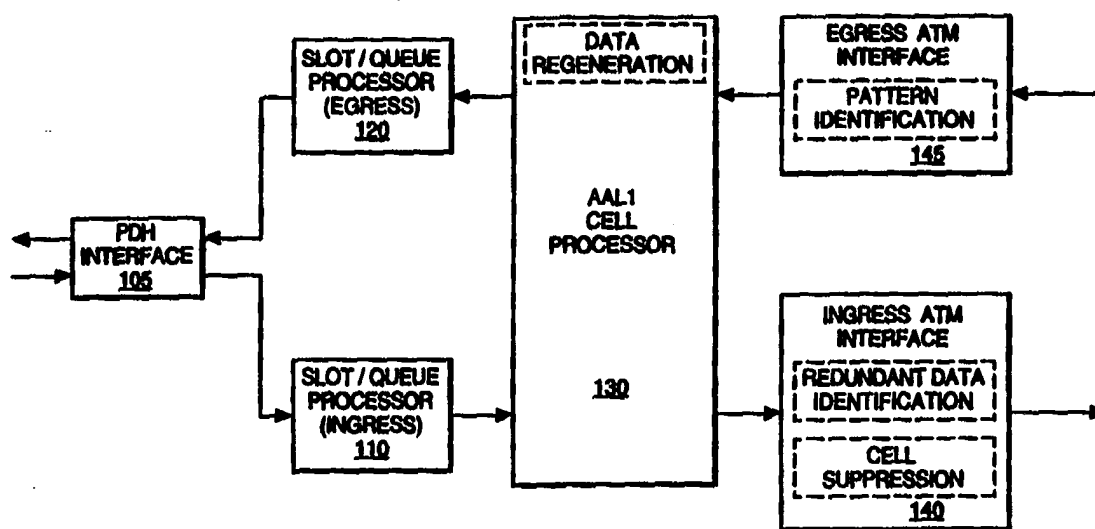 SLOT / QUEUE
PROCESSOR
(EGRESS)
120
DATA
REGENERATION
EGRESS ATM
INTERFACE
PATTERN
IDENTIFICATION
145
PDH
INTERFACE
105
AAL1
CELL
PROCESSOR
130
SLOT / QUEUE
PROCESSOR
(INGRESS)
110
INGRESS ATM
INTERFACE
REDUNDANT DATA
IDENTIFICATION
CELL
SUPPRESSION
140